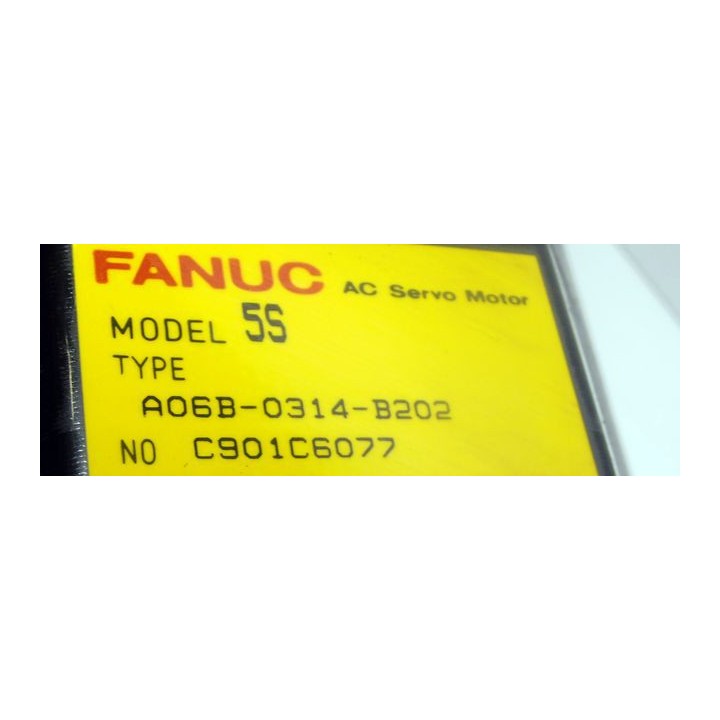 FANUC AC Servo Motor
MODEL 5S
TYPE
A06B-0314-B202
NO C901C6077